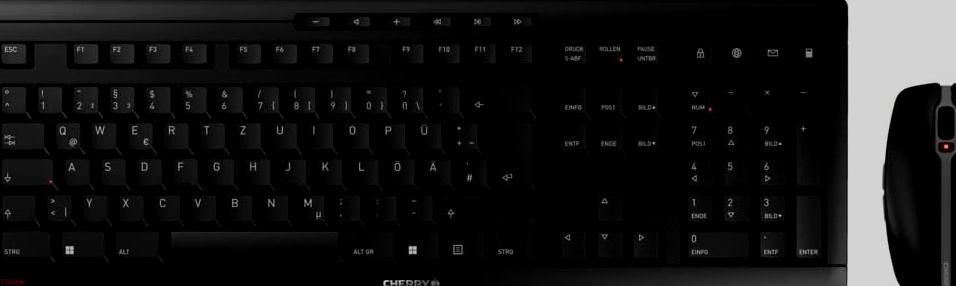 ESC F1 F2 F3 F4 F5 F6 F7 F8 F9 F10 F11 F12 DRUCK ROLLEN PAUSE
S-ABF UNTBR
° ! " § $ % & / ( ) = ?
^ 1 2 ² 3 ³ 4 5 6 7 { 8 [ 9 ] 0 } ß \ EINFG POS1 BILD▲ NUM ÷ × −
Q W E R T Z U I O P Ü * 7 8 9 +
@ € + ~ ENTF ENDE BILD▼ POS1 BILD▲
A S D F G H J K L Ö Ä ' 4 5 6
#
> Y X C V B N M ; : − 1 2 3
< | µ , . - ENDE BILD▼
STRG ALT ALT GR STRG 0 . ENTER
EINFG ENTF
CHERRY
CHERRY